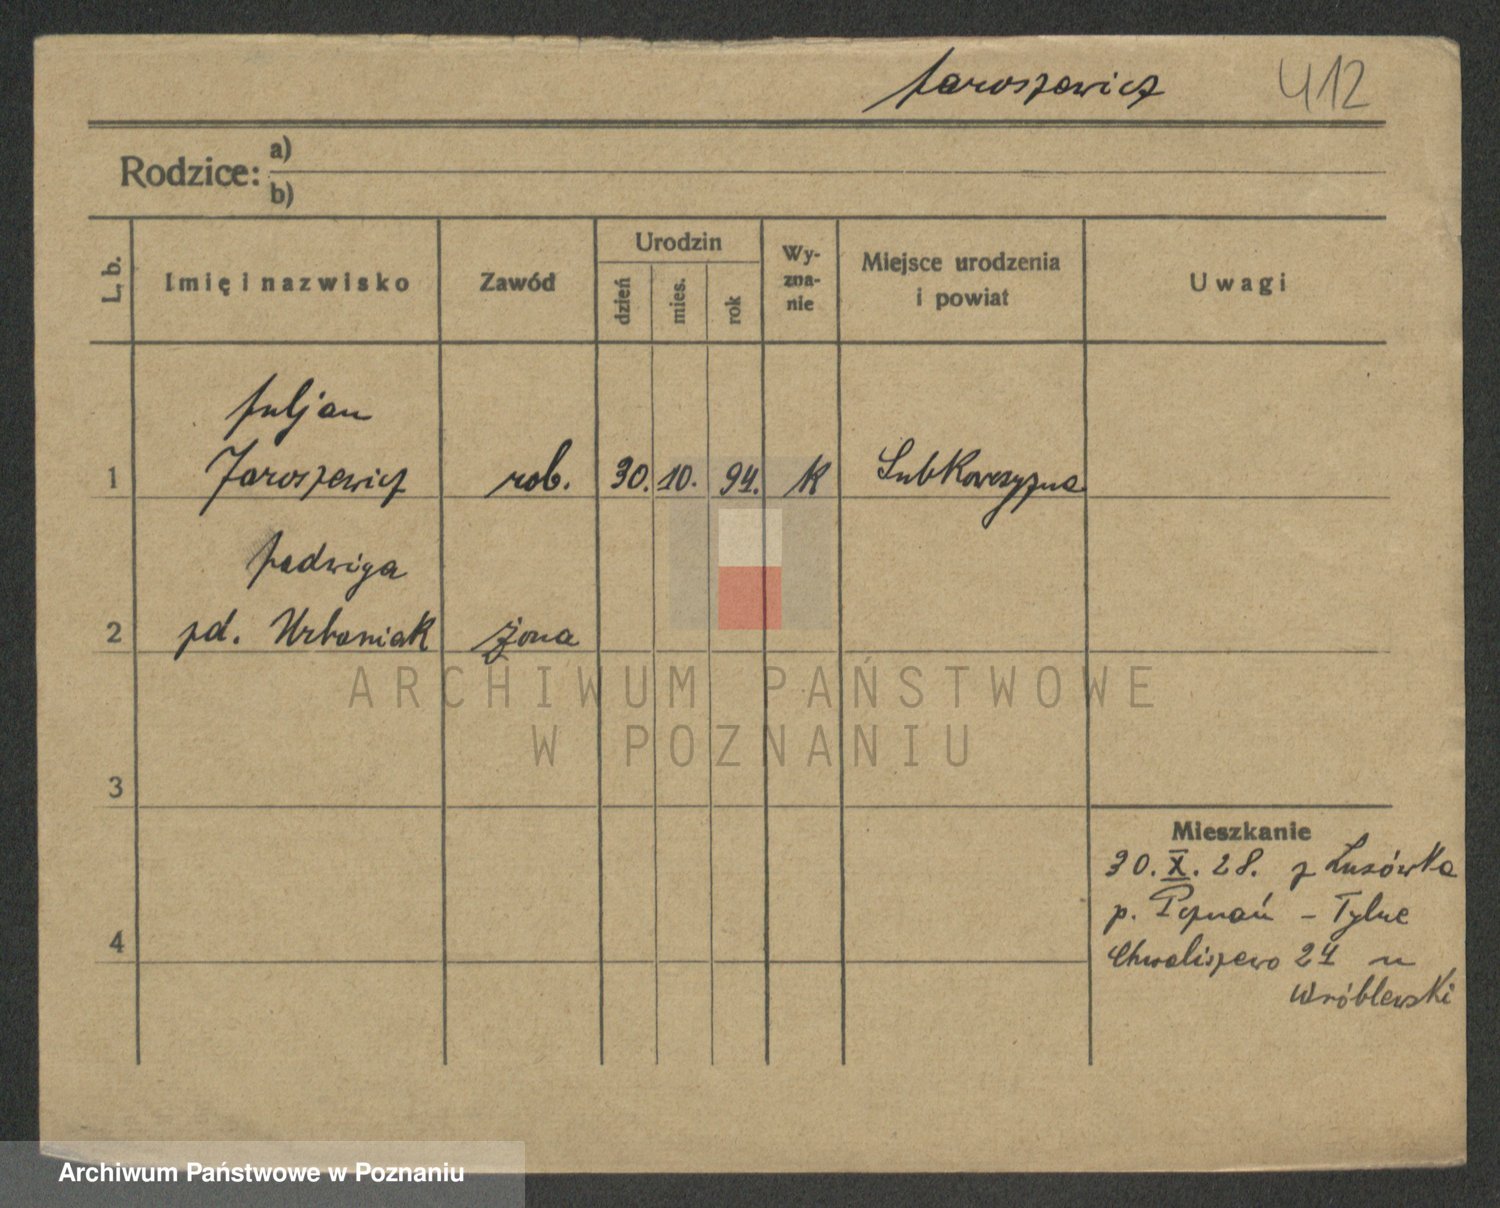 Jaroszewicz 412
Rodzice: a)
b)
L. b.
Imię i nazwisko
Zawód
Urodzin
dzień
mies.
rok
Wy-
zna-
nie
Miejsce urodzenia
i powiat
Uwagi
Juljan
1 Jaroszewicz rob. 30. 10. 94. K
Jadwiga
2 zd. Urbaniak żona
3
4
Mieszkanie
30. X. 28. z Lusówka
p. Poznań - Tylne
Chwaliszewo 24 u
Wróblewski
ARCHIWUM PAŃSTWOWE
W POZNANIU
Archiwum Państwowe w Poznaniu